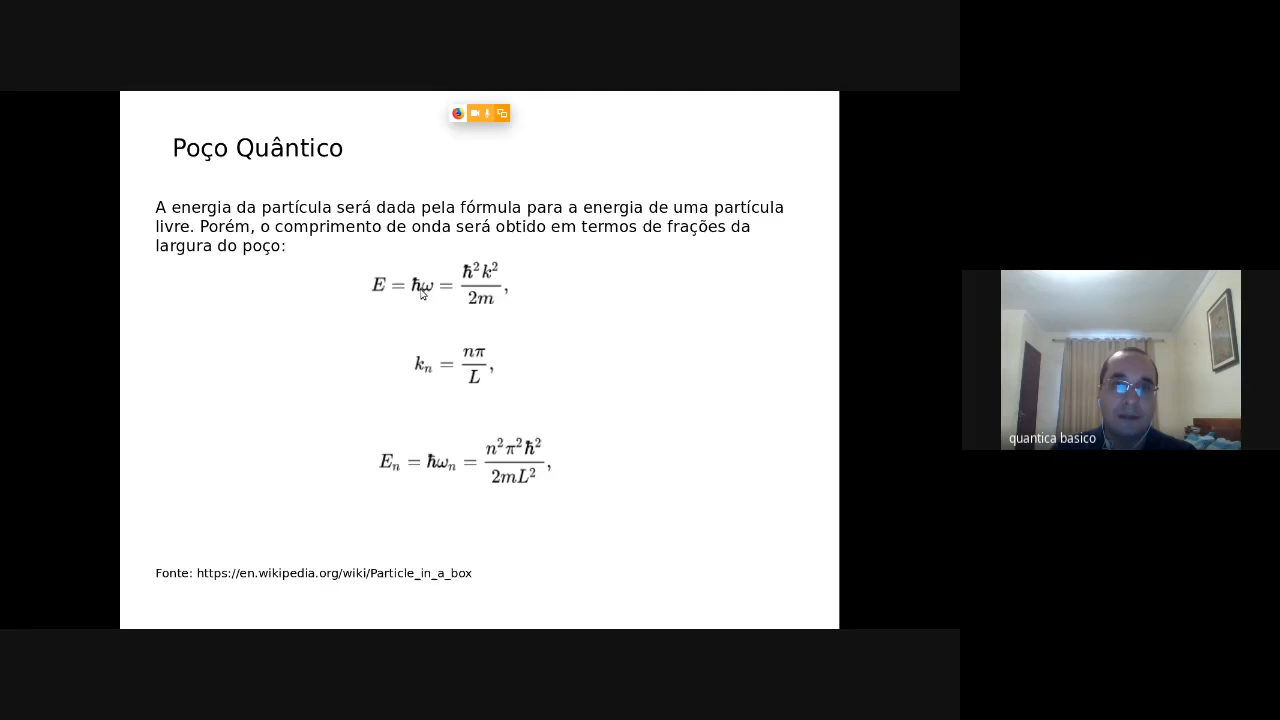 Poço Quântico
A energia da partícula será dada pela fórmula para a energia de uma partícula
livre. Porém, o comprimento de onda será obtido em termos de frações da
largura do poço:
E = ħω = ħ²k² / 2m,
kₙ = nπ / L,
Eₙ = ħωₙ = n²π²ħ² / 2mL²,
Fonte: https://en.wikipedia.org/wiki/Particle_in_a_box
quantica basico